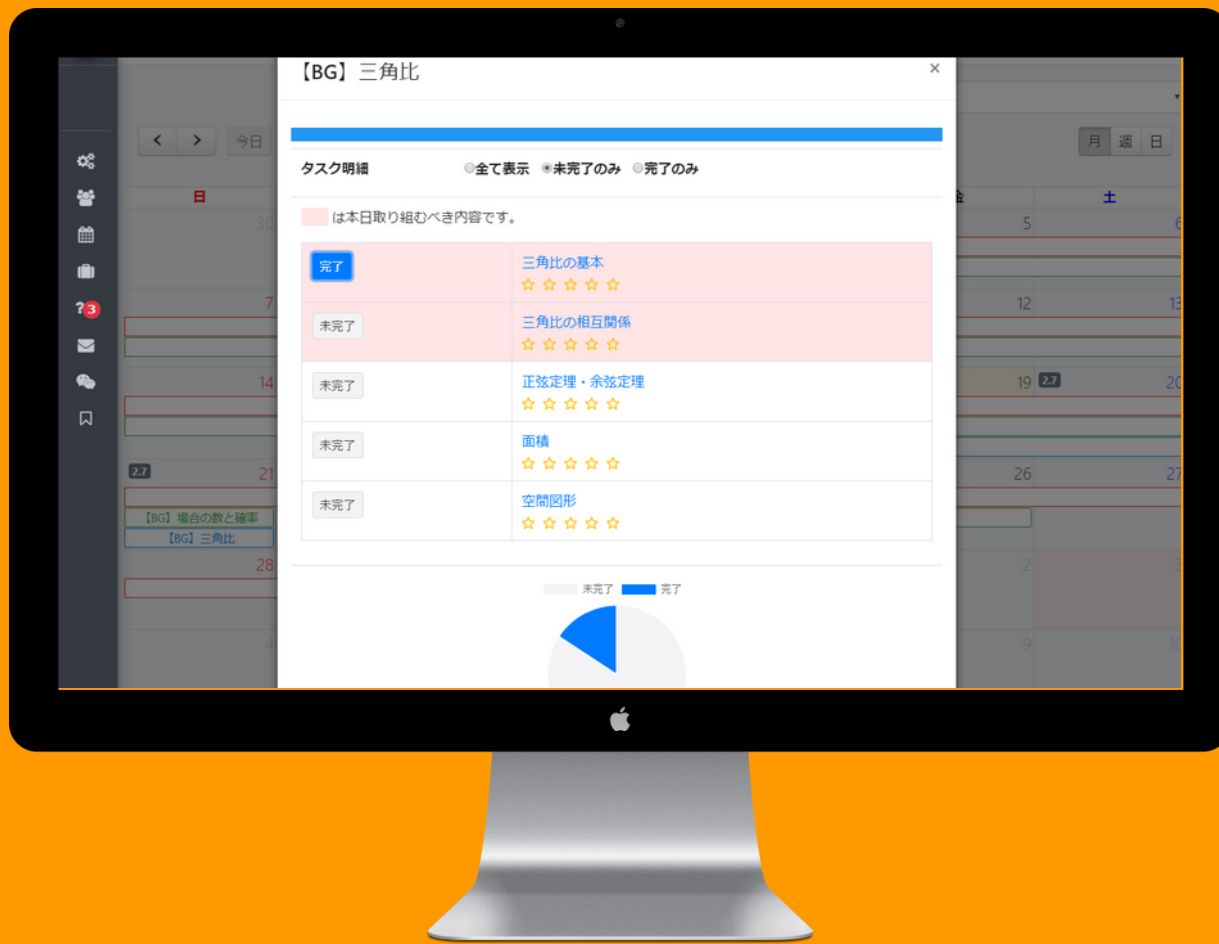 【BG】三角比
×
今日
月 週 日
タスク明細 全て表示 未完了のみ 完了のみ
日
土
は本日取り組むべき内容です。
30
5
6
完了 三角比の基本
7
12
13
未完了 三角比の相互関係
14
未完了 正弦定理・余弦定理
19
2.7
20
未完了 面積
2.7
21
26
27
未完了 空間図形
【BG】場合の数と確率
【BG】三角比
28
2
未完了 完了
4
9
10
3